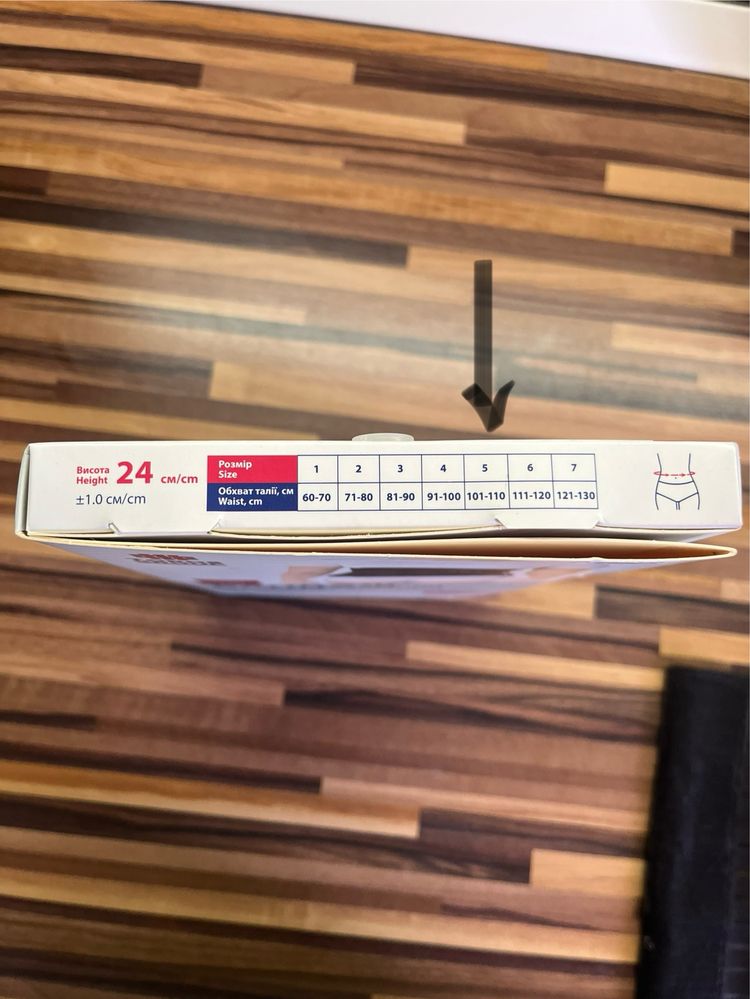 Висота
Height 24 см/cm
±1.0 см/cm
Розмір
Size 1 2 3 4 5 6 7
Обхват талії, см
Waist, cm 60-70 71-80 81-90 91-100 101-110 111-120 121-130